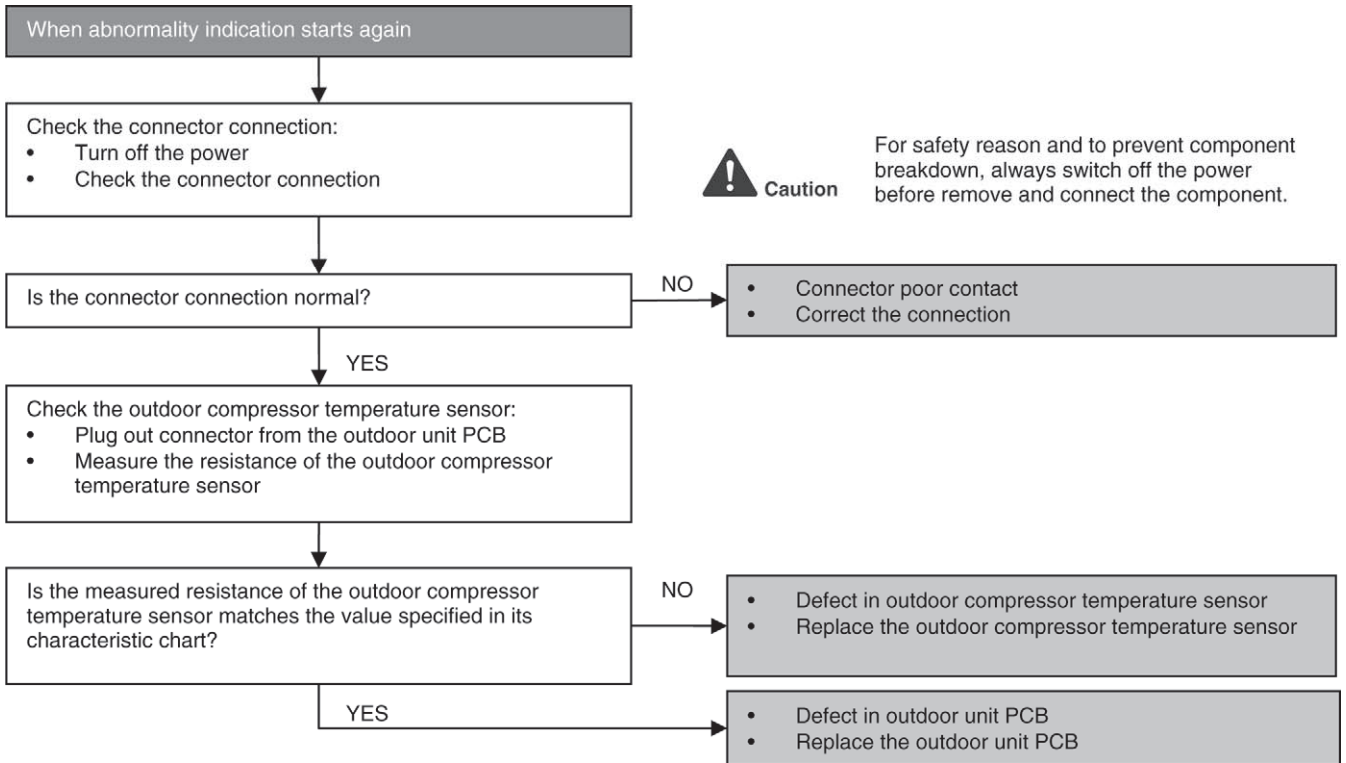 When abnormality indication starts again
Check the connector connection:
• Turn off the power
• Check the connector connection
For safety reason and to prevent component
breakdown, always switch off the power
before remove and connect the component.
Caution
Is the connector connection normal?
NO
• Connector poor contact
• Correct the connection
YES
Check the outdoor compressor temperature sensor:
• Plug out connector from the outdoor unit PCB
• Measure the resistance of the outdoor compressor
temperature sensor
Is the measured resistance of the outdoor compressor
temperature sensor matches the value specified in its
characteristic chart?
NO
• Defect in outdoor compressor temperature sensor
• Replace the outdoor compressor temperature sensor
YES
• Defect in outdoor unit PCB
• Replace the outdoor unit PCB